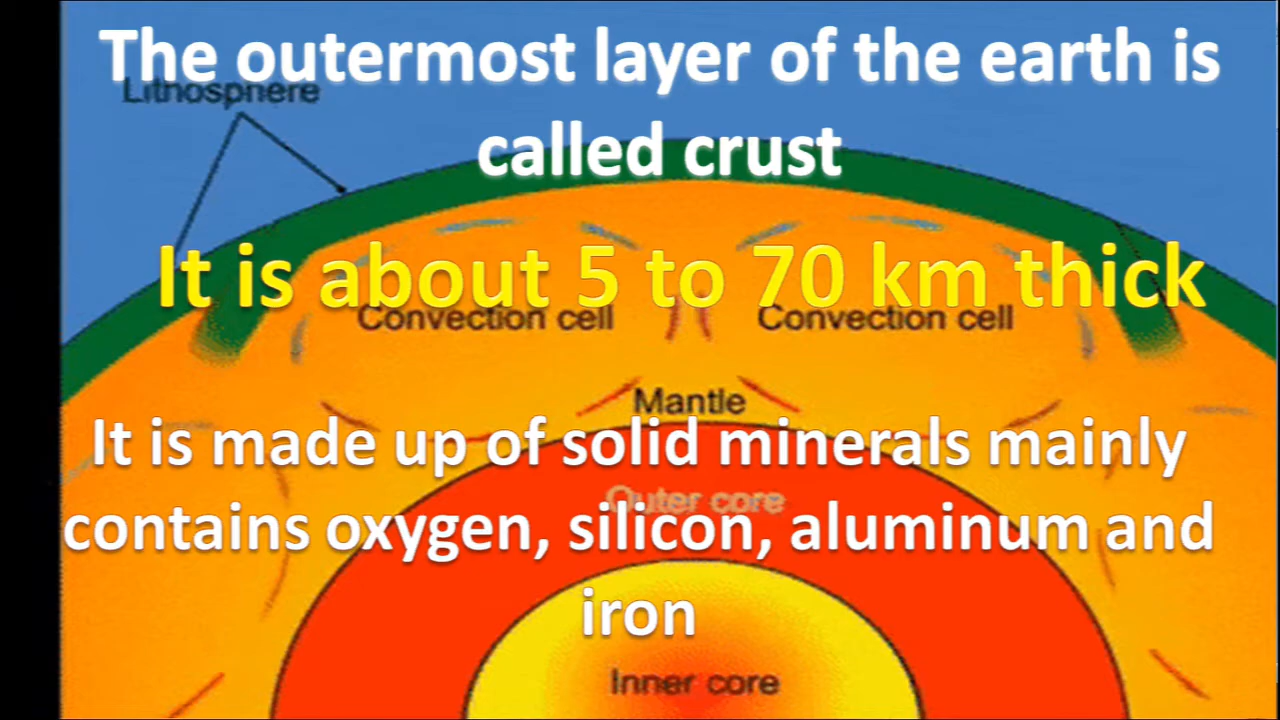 The outermost layer of the earth is
Lithosphere
called crust
It is about 5 to 70 km thick
Convection cell
Convection cell
Mantle
It is made up of solid minerals mainly
Outer core
contains oxygen, silicon, aluminum and
iron
Inner core